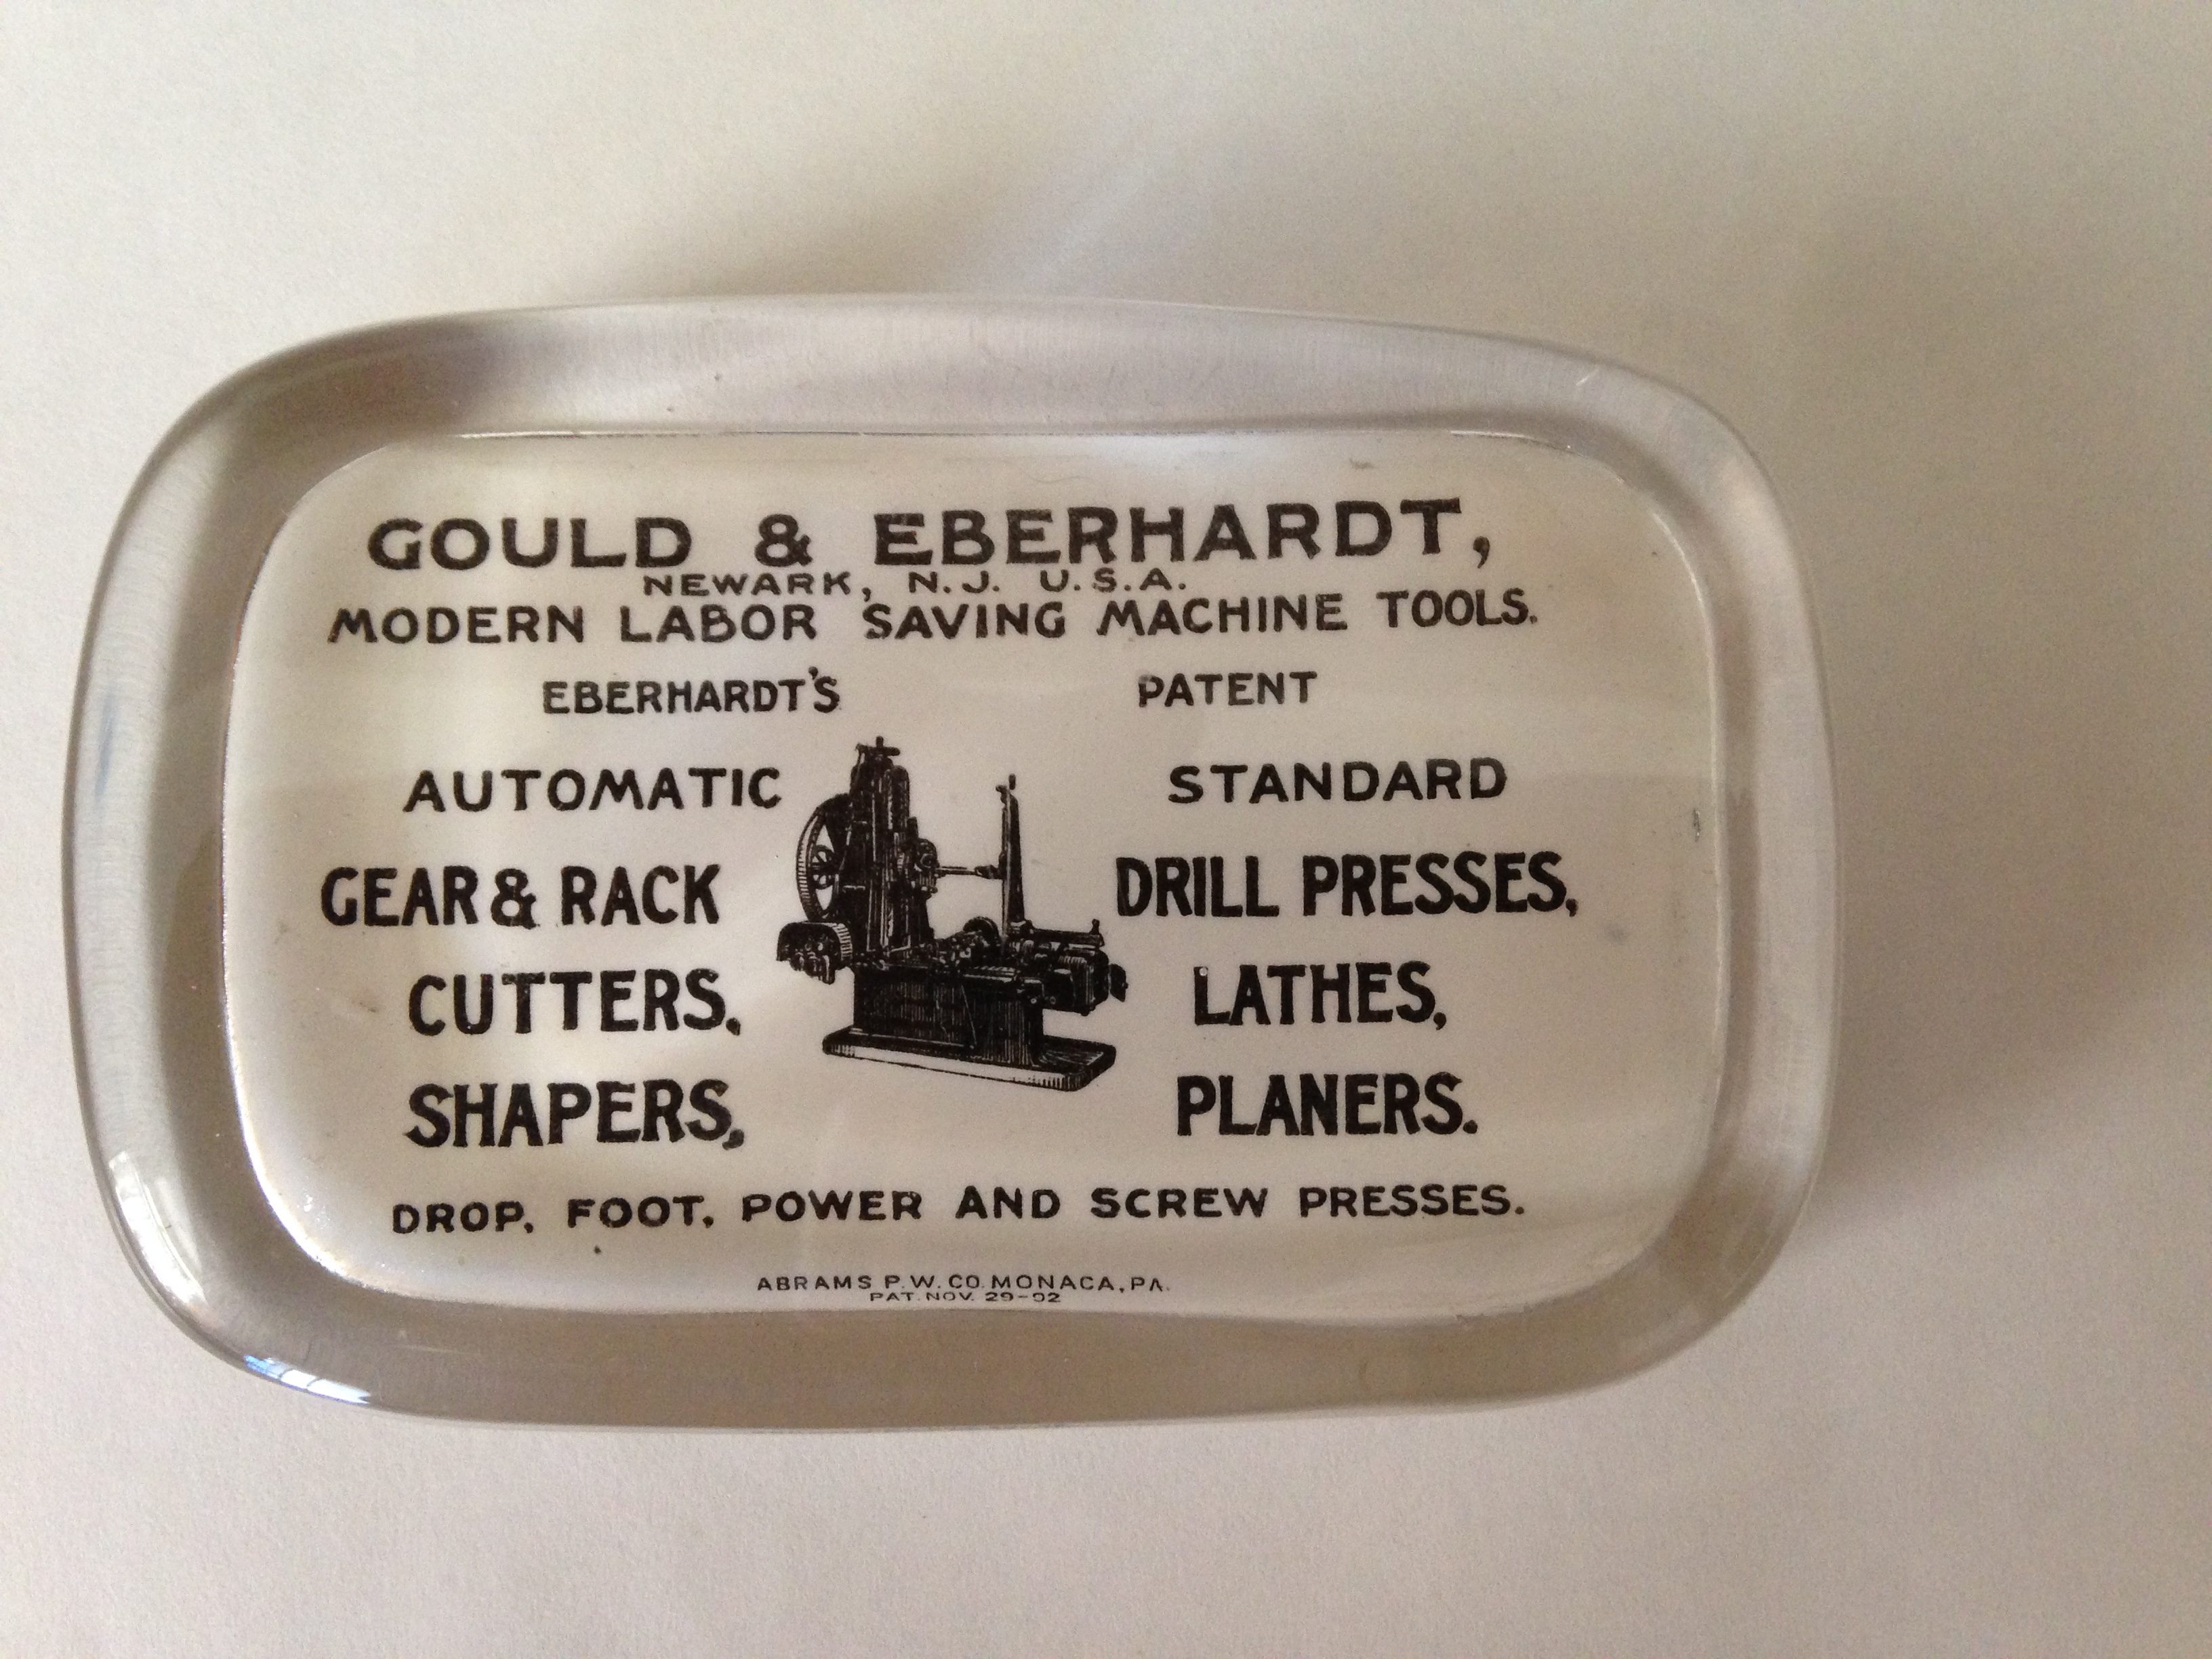 GOULD & EBERHARDT,
NEWARK, N.J. U.S.A.
MODERN LABOR SAVING MACHINE TOOLS.
EBERHARDT'S PATENT
AUTOMATIC STANDARD
GEAR & RACK DRILL PRESSES,
CUTTERS, LATHES,
SHAPERS, PLANERS.
DROP, FOOT, POWER AND SCREW PRESSES.
ABRAMS P.W. CO. MONACA, PA.
PAT. NOV. 29-92